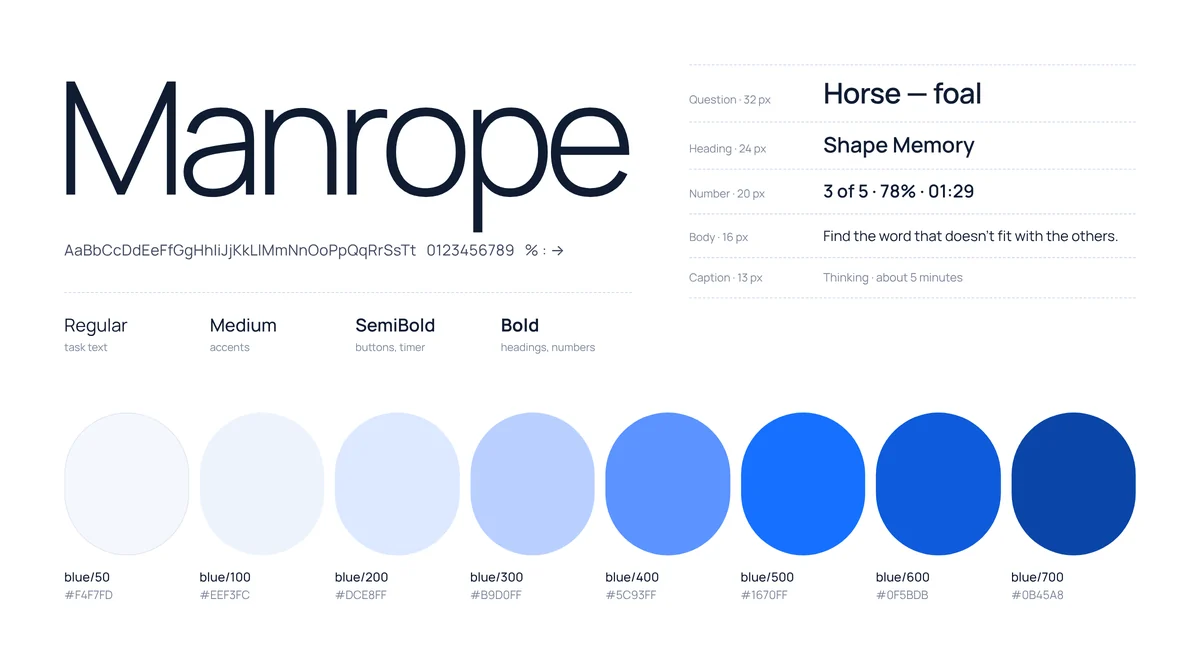 Manrope
AaBbCcDdEeFfGgHhIiJjKkLlMmNnOoPpQqRrSsTt 0123456789 % : →
Regular
task text
Medium
accents
SemiBold
buttons, timer
Bold
headings, numbers
Question · 32 px
Horse — foal
Heading · 24 px
Shape Memory
Number · 20 px
3 of 5 · 78% · 01:29
Body · 16 px
Find the word that doesn't fit with the others.
Caption · 13 px
Thinking · about 5 minutes
blue/50
#F4F7FD
blue/100
#EEF3FC
blue/200
#DCE8FF
blue/300
#B9D0FF
blue/400
#5C93FF
blue/500
#1670FF
blue/600
#0F5BDB
blue/700
#0B45A8